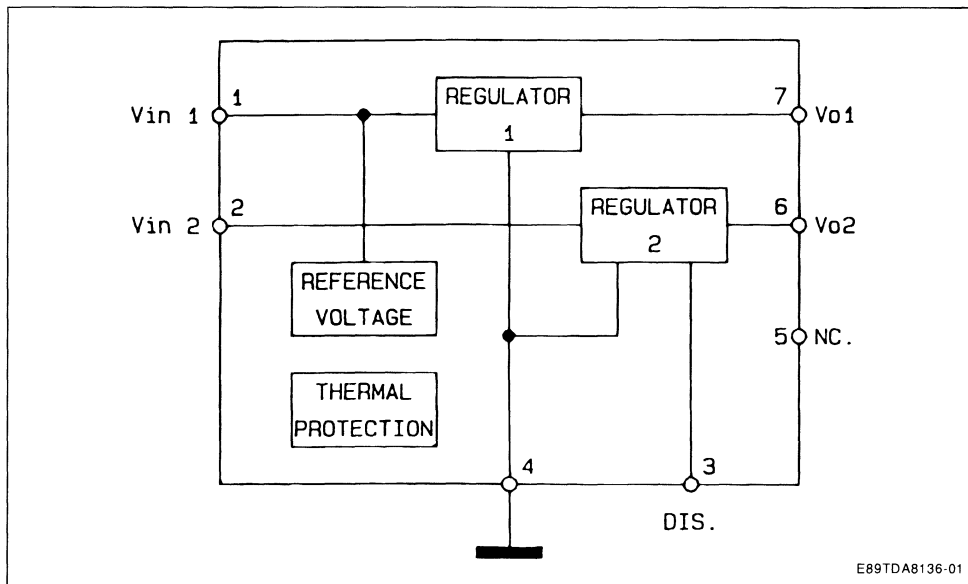 1
REGULATOR
1
7
Vin 1
Vo1
2
REGULATOR
2
6
Vin 2
Vo2
REFERENCE
VOLTAGE
5
NC.
THERMAL
PROTECTION
4
3
DIS.
E89TDA8136-01